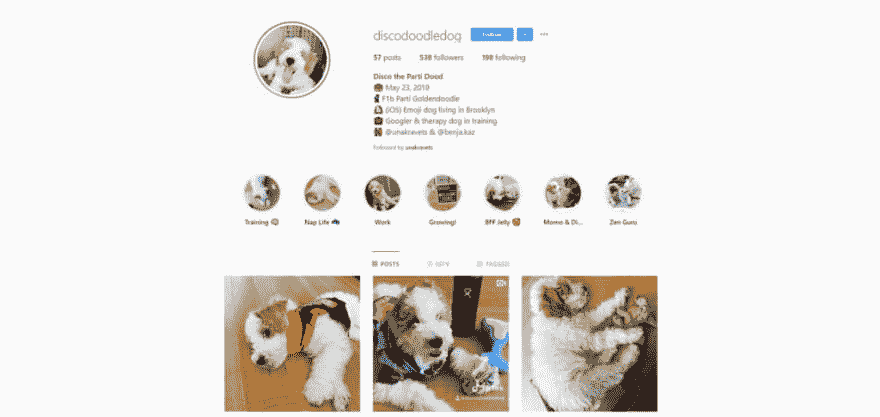 discodoodledog
57 posts 538 followers 198 following
Disco the Parti Dood
May 23, 2019
F1b Parti Goldendoodle
(iOS) Emoji dog living in Brooklyn
Googler & therapy dog in training
@unakravets & @benja.kaz
Followed by unakravets
Training Nap Life Work Growing! BFF Jelly Momo & Di... Zen Guru
POSTS IGTV TAGGED